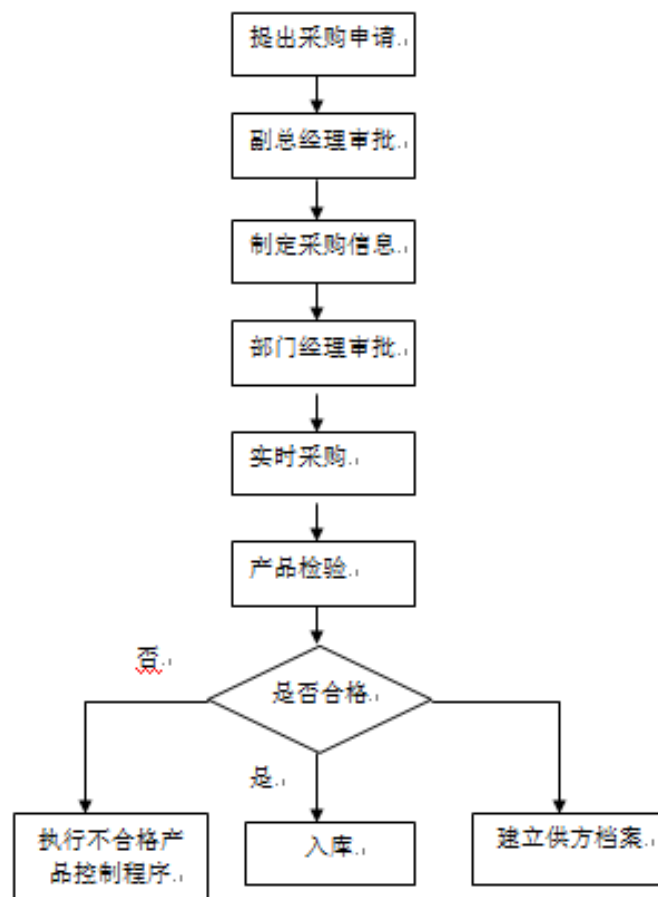 提出采购申请
副总经理审批
制定采购信息
部门经理审批
实时采购
产品检验
否
是否合格
是
执行不合格产
品控制程序
入库
建立供方档案